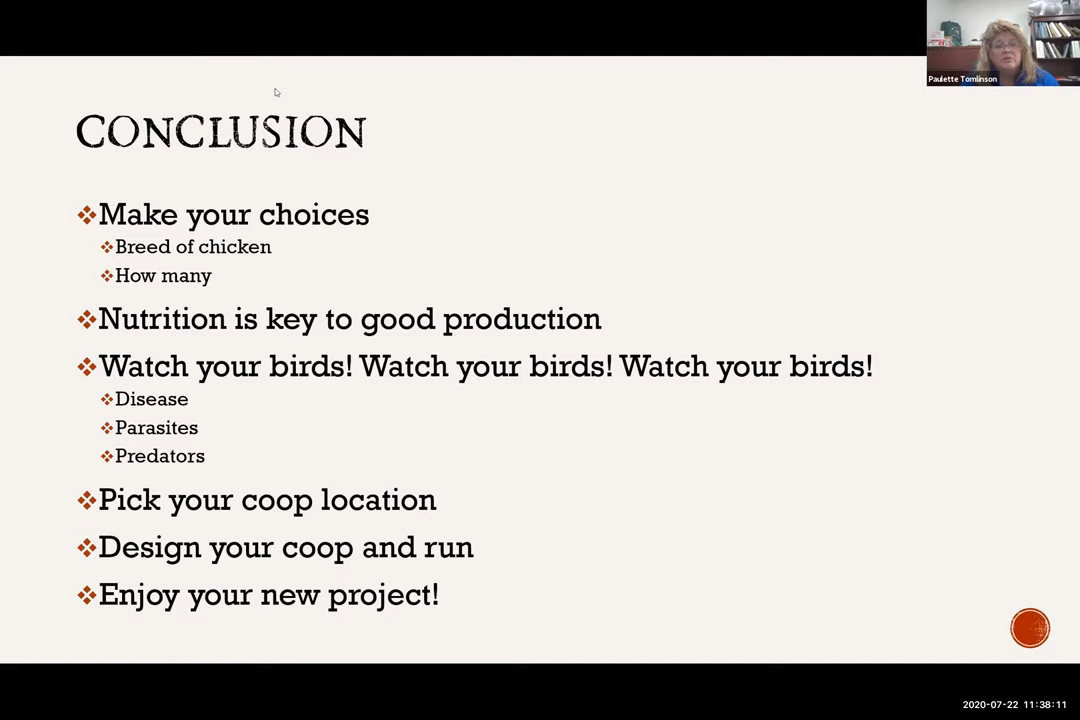 Paulette Tomlinson
CONCLUSION
Make your choices
Breed of chicken
How many
Nutrition is key to good production
Watch your birds! Watch your birds! Watch your birds!
Disease
Parasites
Predators
Pick your coop location
Design your coop and run
Enjoy your new project!
2020-07-22 11:38:11